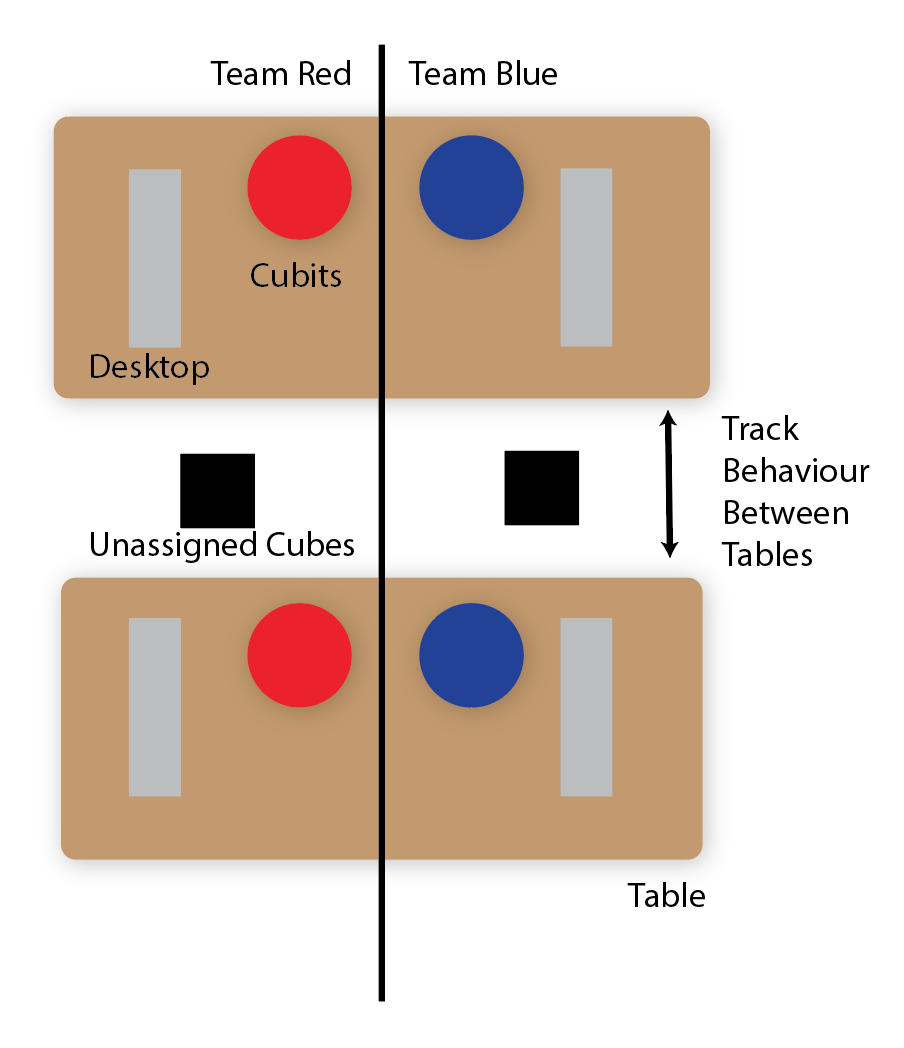 Team Red
Team Blue
Cubits
Desktop
Track
Behaviour
Between
Tables
Unassigned Cubes
Table